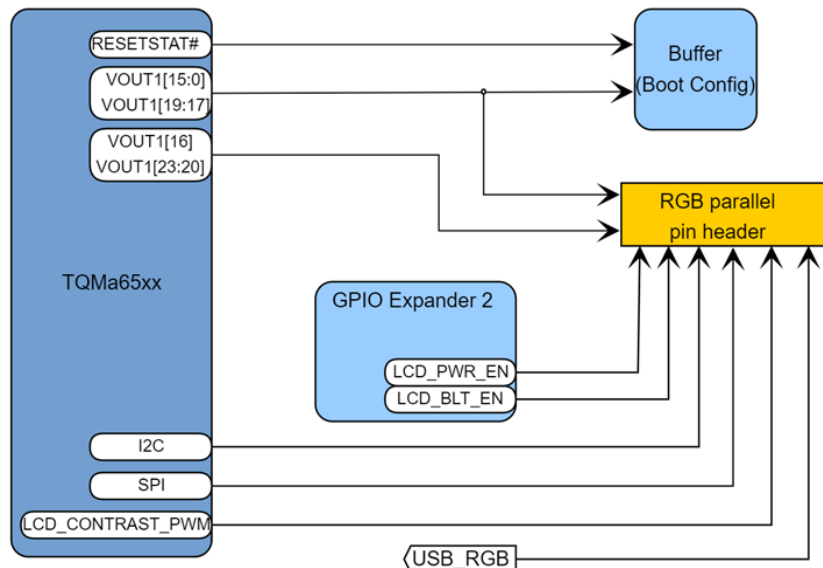 RESETSTAT#
VOUT1[15:0]
VOUT1[19:17]
VOUT1[16]
VOUT1[23:20]
TQMa65xx
I2C
SPI
LCD_CONTRAST_PWM
Buffer
(Boot Config)
RGB parallel
pin header
GPIO Expander 2
LCD_PWR_EN
LCD_BLT_EN
USB_RGB